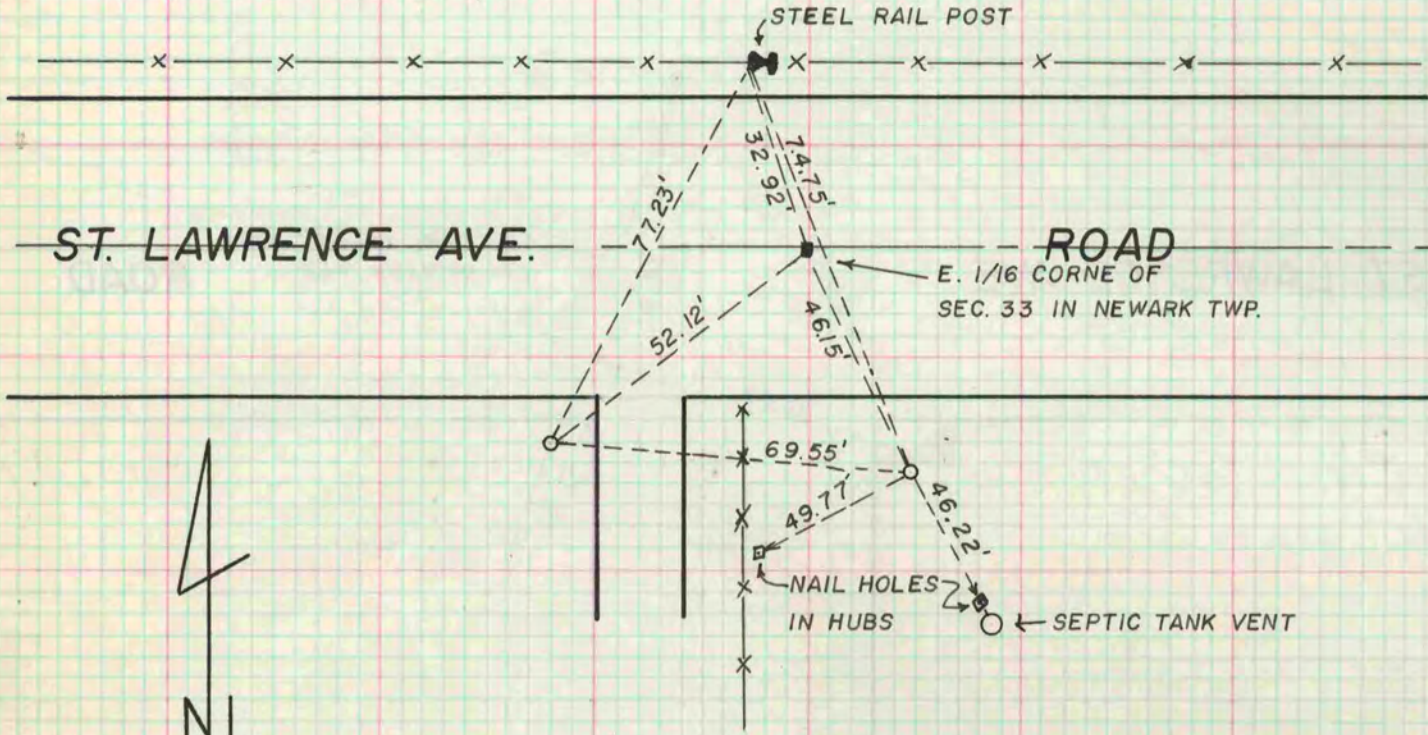 STEEL RAIL POST
77.23'
32.92'
74.75'
ST. LAWRENCE AVE. ROAD
E. 1/16 CORNE OF
SEC. 33 IN NEWARK TWP.
52.12'
46.15'
69.55'
49.77'
46.22'
NAIL HOLES
IN HUBS
SEPTIC TANK VENT
N